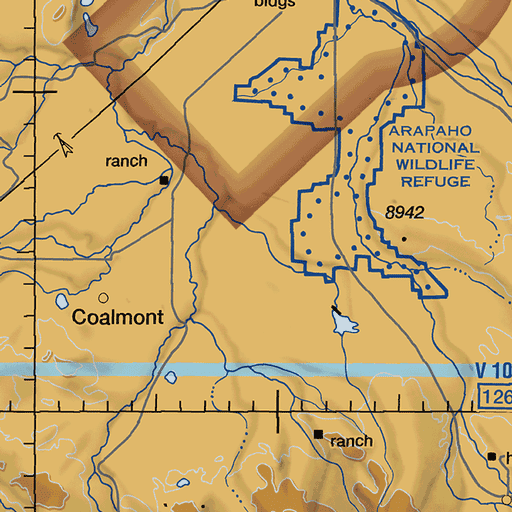 bldgs
ARAPAHO
NATIONAL
WILDLIFE
REFUGE
ranch
8942
Coalmont
V 10
126
ranch